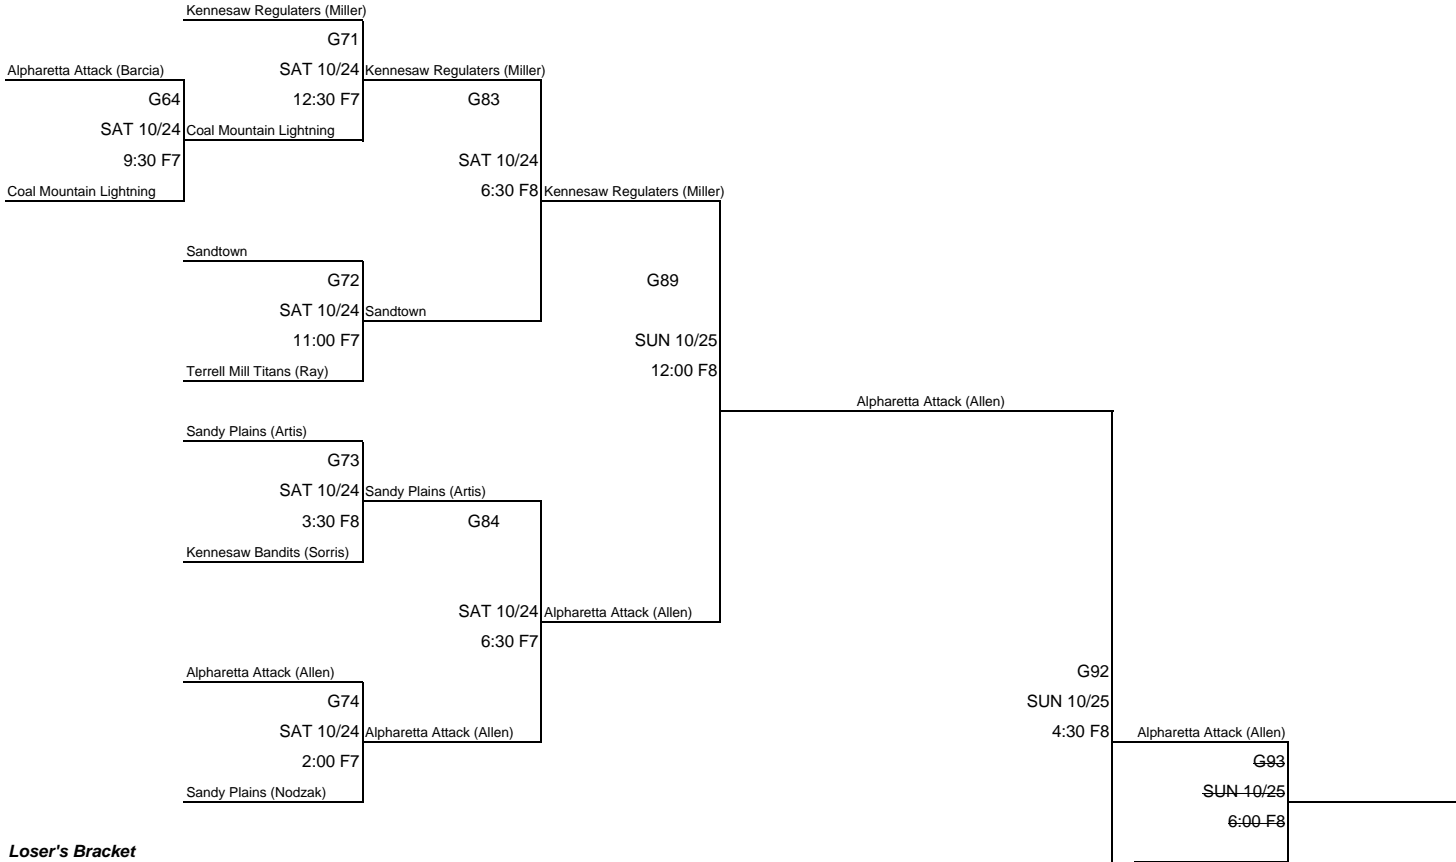 Kennesaw Regulaters (Miller)
G71
Alpharetta Attack (Barcia)
SAT 10/24
Kennesaw Regulaters (Miller)
G64
12:30 F7
G83
SAT 10/24
Coal Mountain Lightning
9:30 F7
SAT 10/24
Coal Mountain Lightning
6:30 F8
Kennesaw Regulaters (Miller)
Sandtown
G72
G89
SAT 10/24
Sandtown
11:00 F7
SUN 10/25
Terrell Mill Titans (Ray)
12:00 F8
Alpharetta Attack (Allen)
Sandy Plains (Artis)
G73
SAT 10/24
Sandy Plains (Artis)
3:30 F8
G84
Kennesaw Bandits (Sorris)
SAT 10/24
Alpharetta Attack (Allen)
6:30 F7
Alpharetta Attack (Allen)
G92
G74
SUN 10/25
SAT 10/24
Alpharetta Attack (Allen)
4:30 F8
Alpharetta Attack (Allen)
2:00 F7
G93
Sandy Plains (Nodzak)
SUN 10/25
6:00 F8
Loser's Bracket